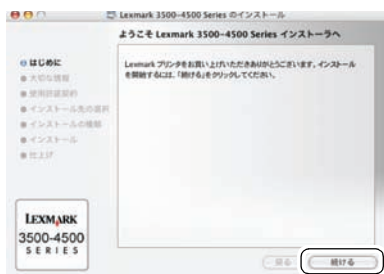 Lexmark 3500-4500 Series のインストール
ようこそ Lexmark 3500-4500 Series インストーラへ
はじめに
大切な情報
使用許諾契約
インストール先の選択
インストールの種類
インストール
仕上げ
Lexmark プリンタをお買い上げいただきありがとうございます。インストール
を開始するには、「続ける」をクリックしてください。
LEXMARK
3500-4500
SERIES
戻る
続ける